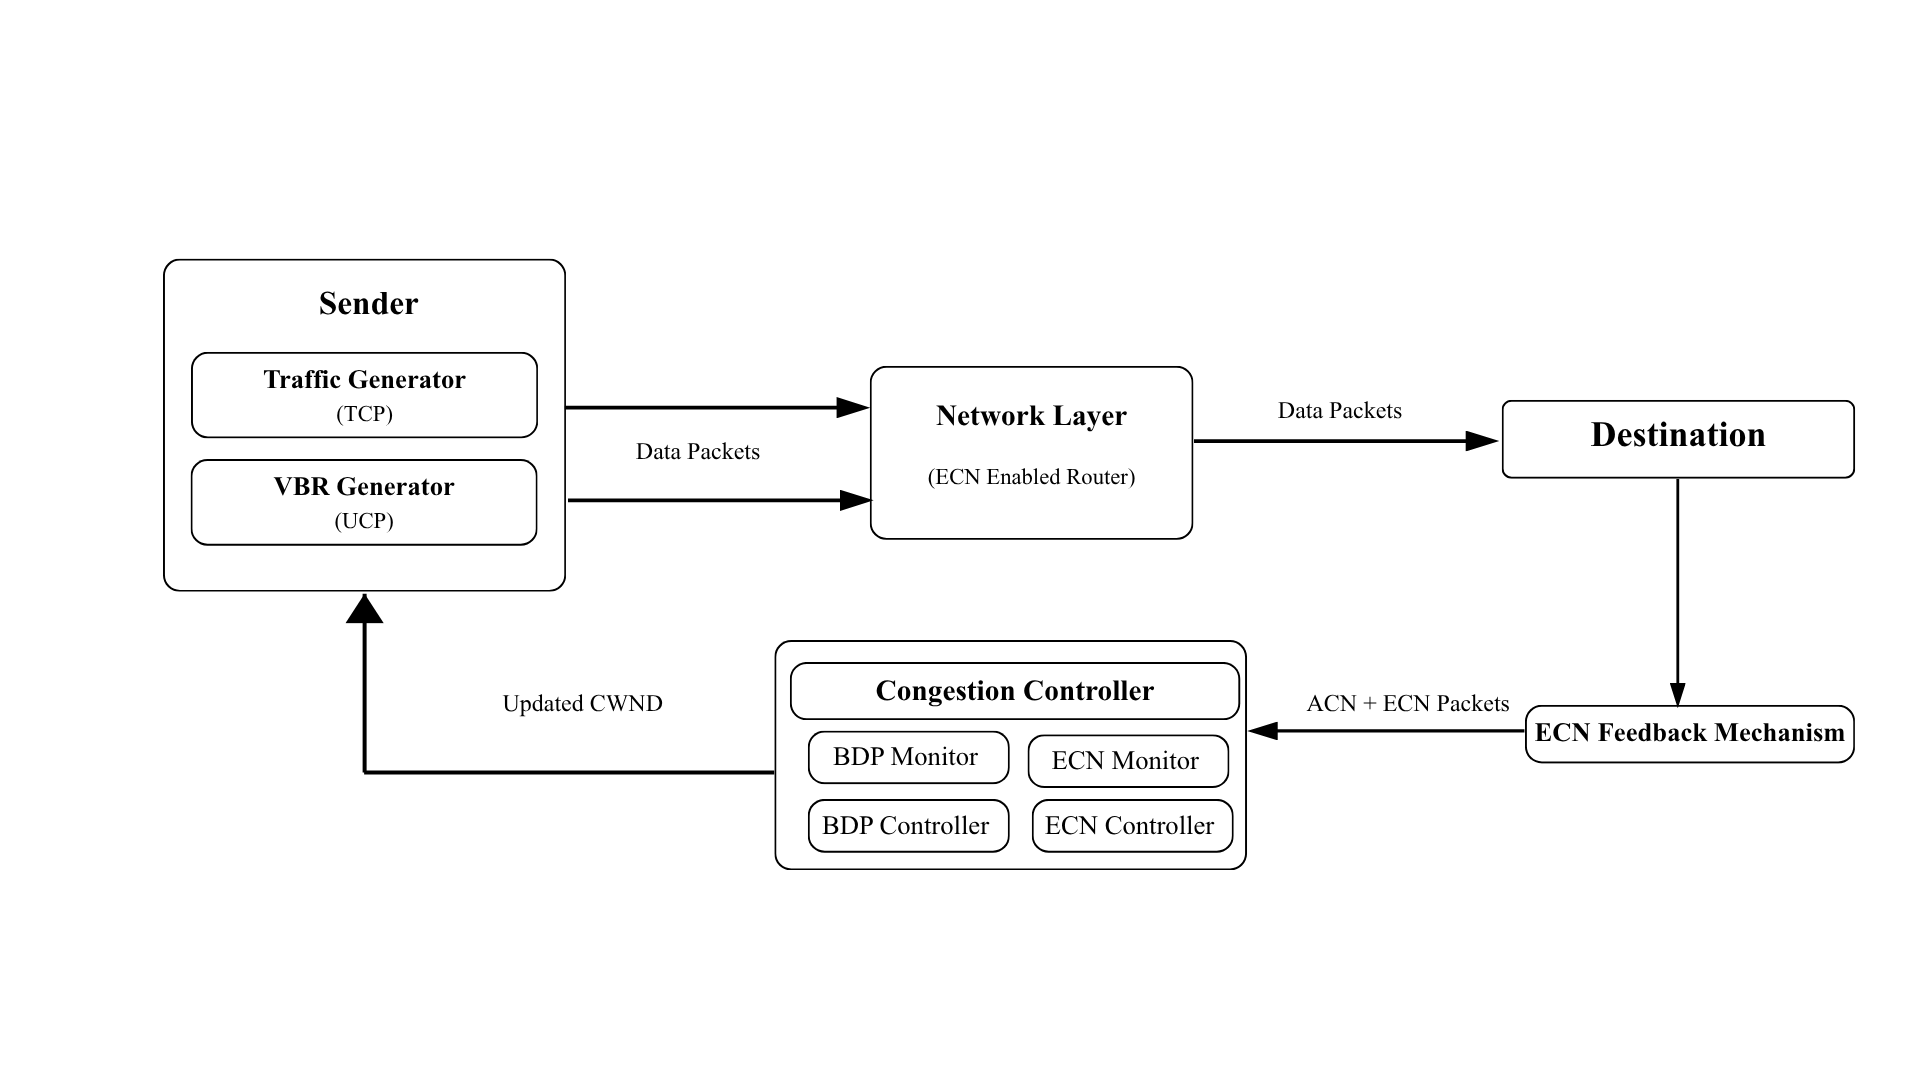 Sender
Traffic Generator
(TCP)
VBR Generator
(UCP)
Data Packets
Network Layer
(ECN Enabled Router)
Data Packets
Destination
Updated CWND
Congestion Controller
BDP Monitor
ECN Monitor
BDP Controller
ECN Controller
ACN + ECN Packets
ECN Feedback Mechanism